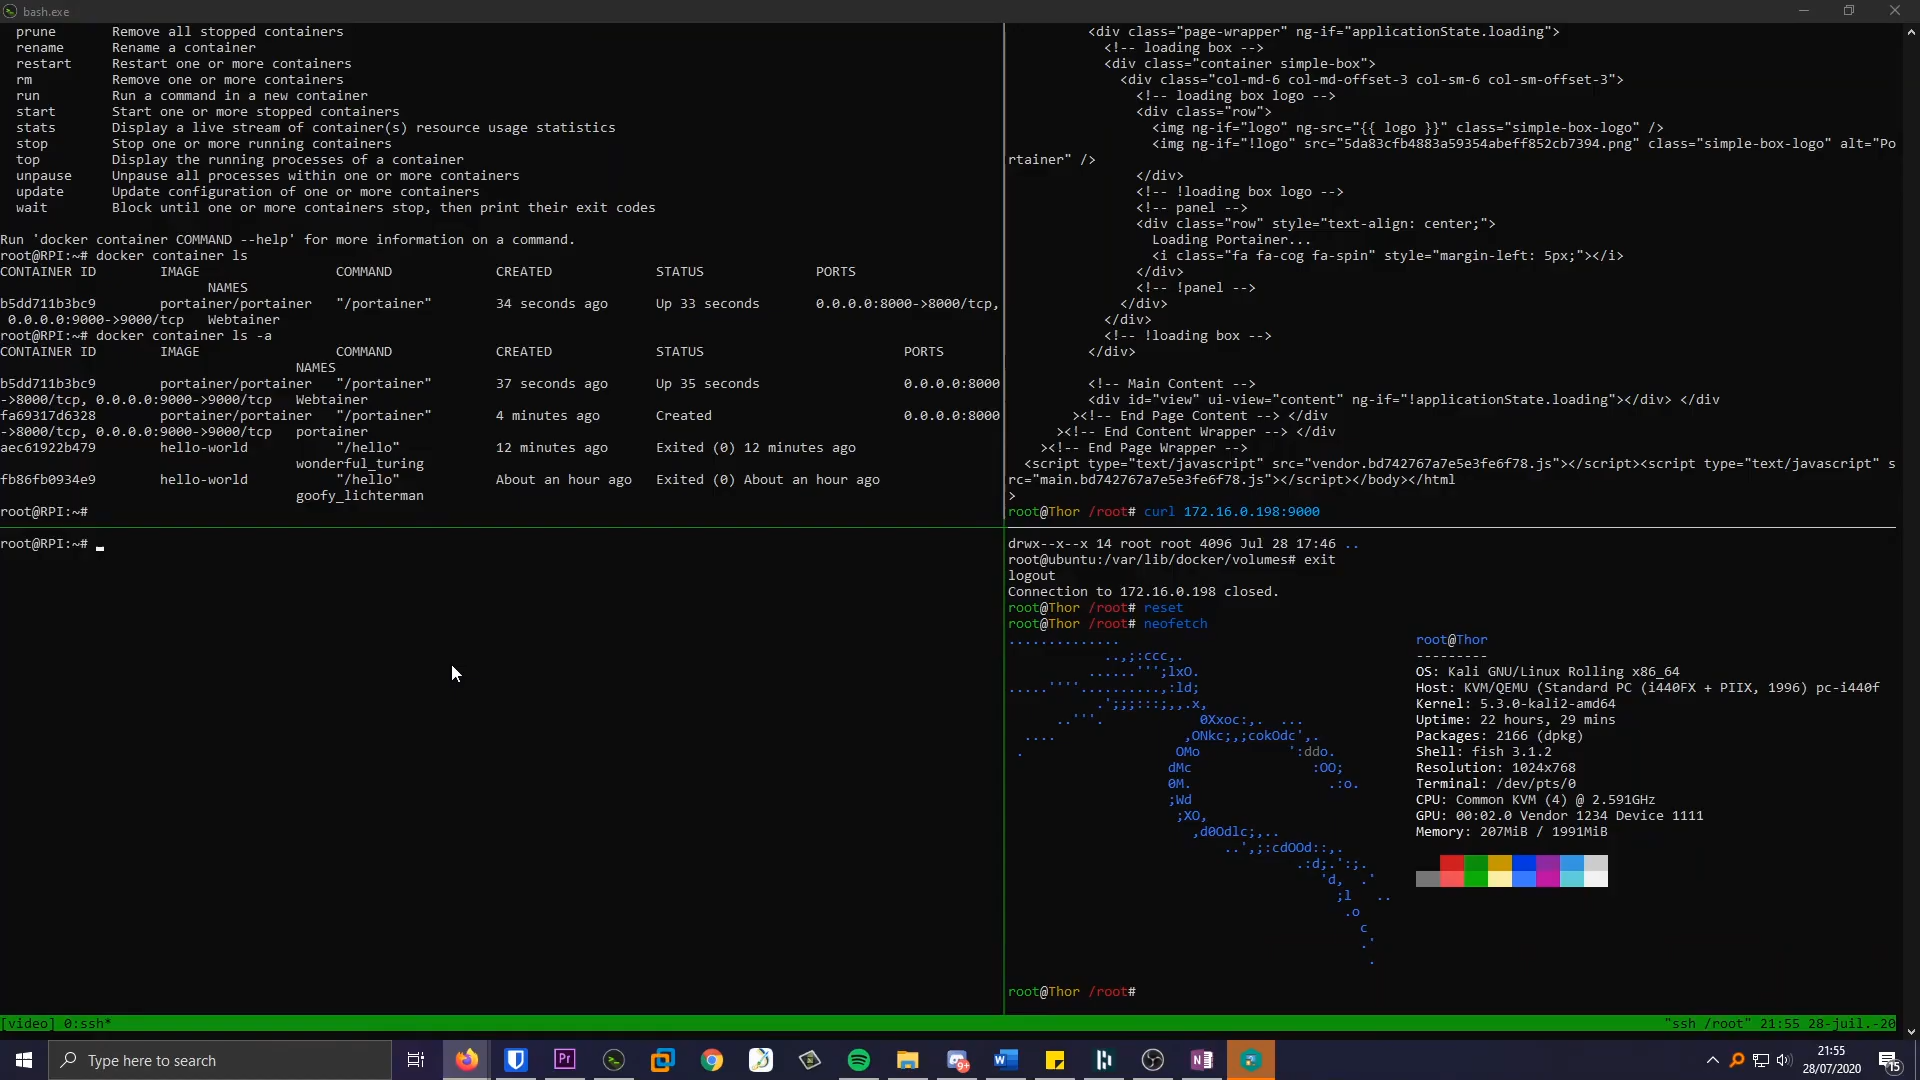 bash.exe
prune       Remove all stopped containers
rename      Rename a container
restart     Restart one or more containers
rm          Remove one or more containers
run         Run a command in a new container
start       Start one or more stopped containers
stats       Display a live stream of container(s) resource usage statistics
stop        Stop one or more running containers
top         Display the running processes of a container
unpause     Unpause all processes within one or more containers
update      Update configuration of one or more containers
wait        Block until one or more containers stop, then print their exit codes
Run 'docker container COMMAND --help' for more information on a command.
root@RPI:~# docker container ls
CONTAINER ID        IMAGE                 COMMAND             CREATED             STATUS              PORTS
NAMES
b5dd711b3bc9        portainer/portainer   "/portainer"        34 seconds ago      Up 33 seconds       0.0.0.0:8000->8000/tcp,
0.0.0.0:9000->9000/tcp   Webtainer
root@RPI:~# docker container ls -a
CONTAINER ID        IMAGE                 COMMAND             CREATED             STATUS                         PORTS
NAMES
b5dd711b3bc9        portainer/portainer   "/portainer"        37 seconds ago      Up 35 seconds                  0.0.0.0:8000
->8000/tcp, 0.0.0.0:9000->9000/tcp   Webtainer
fa69317d6328        portainer/portainer   "/portainer"        4 minutes ago       Created                        0.0.0.0:8000
->8000/tcp, 0.0.0.0:9000->9000/tcp   portainer
aec61922b479        hello-world           "/hello"            12 minutes ago      Exited (0) 12 minutes ago
wonderful_turing
fb86fb0934e9        hello-world           "/hello"            About an hour ago   Exited (0) About an hour ago
goofy_lichterman
root@RPI:~#
<div class="page-wrapper" ng-if="applicationState.loading">
<!-- loading box -->
<div class="container simple-box">
<div class="col-md-6 col-md-offset-3 col-sm-6 col-sm-offset-3">
<!-- loading box logo -->
<div class="row">
<img ng-if="logo" ng-src="{{ logo }}" class="simple-box-logo" />
<img ng-if="!logo" src="5da83cfb4883a59354abeff852cb7394.png" class="simple-box-logo" alt="Po
rtainer" />
</div>
<!-- !loading box logo -->
<!-- panel -->
<div class="row" style="text-align: center;">
Loading Portainer...
<i class="fa fa-cog fa-spin" style="margin-left: 5px;"></i>
</div>
<!-- !panel -->
</div>
</div>
<!-- !loading box -->
</div>
<!-- Main Content -->
<div id="view" ui-view="content" ng-if="!applicationState.loading"></div> </div
><!-- End Page Content --> </div
><!-- End Content Wrapper --> </div
><!-- End Page Wrapper -->
<script type="text/javascript" src="vendor.bd742767a7e5e3fe6f78.js"></script><script type="text/javascript" s
rc="main.bd742767a7e5e3fe6f78.js"></script></body></html
>
root@Thor /root# curl 172.16.0.198:9000
root@RPI:~#
drwx--x--x 14 root root 4096 Jul 28 17:46 ..
root@ubuntu:/var/lib/docker/volumes# exit
logout
Connection to 172.16.0.198 closed.
root@Thor /root# reset
root@Thor /root# neofetch
..............
..,;:ccc,.
......''';lxO.
.....''''..........,:ld;
.';;;:::;,,.x,
..'''.            0Xxoc:,.  ...
....                ,ONkc;,;cokOdc',.
.                   OMo           ':ddo.
dMc               :OO;
0M.                 .:o.
;Wd
;XO,
,d0Odlc;,..
..',;:cdOOd::,.
.:d;.':;.
'd,  .'
;l   ..
.o
c
.'
.
root@Thor
---------
OS: Kali GNU/Linux Rolling x86_64
Host: KVM/QEMU (Standard PC (i440FX + PIIX, 1996) pc-i440f
Kernel: 5.3.0-kali2-amd64
Uptime: 22 hours, 29 mins
Packages: 2166 (dpkg)
Shell: fish 3.1.2
Resolution: 1024x768
Terminal: /dev/pts/0
CPU: Common KVM (4) @ 2.591GHz
GPU: 00:02.0 Vendor 1234 Device 1111
Memory: 207MiB / 1991MiB
root@Thor /root#
[video] 0:ssh*
"ssh /root" 21:55 28-juil.-20
Type here to search
Pr
W
N
21:55
28/07/2020
15